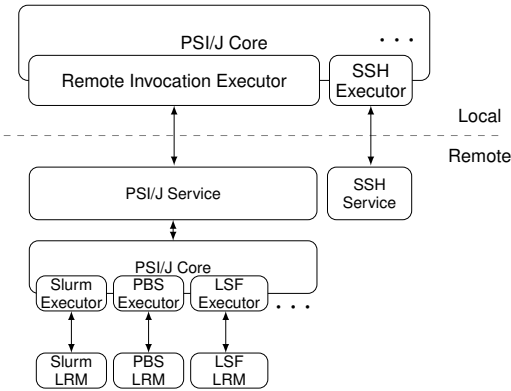 PSI/J Core
. . .
Remote Invocation Executor
SSH
Executor
Local
Remote
PSI/J Service
SSH
Service
PSI/J Core
Slurm
Executor
PBS
Executor
LSF
Executor
. . .
Slurm
LRM
PBS
LRM
LSF
LRM